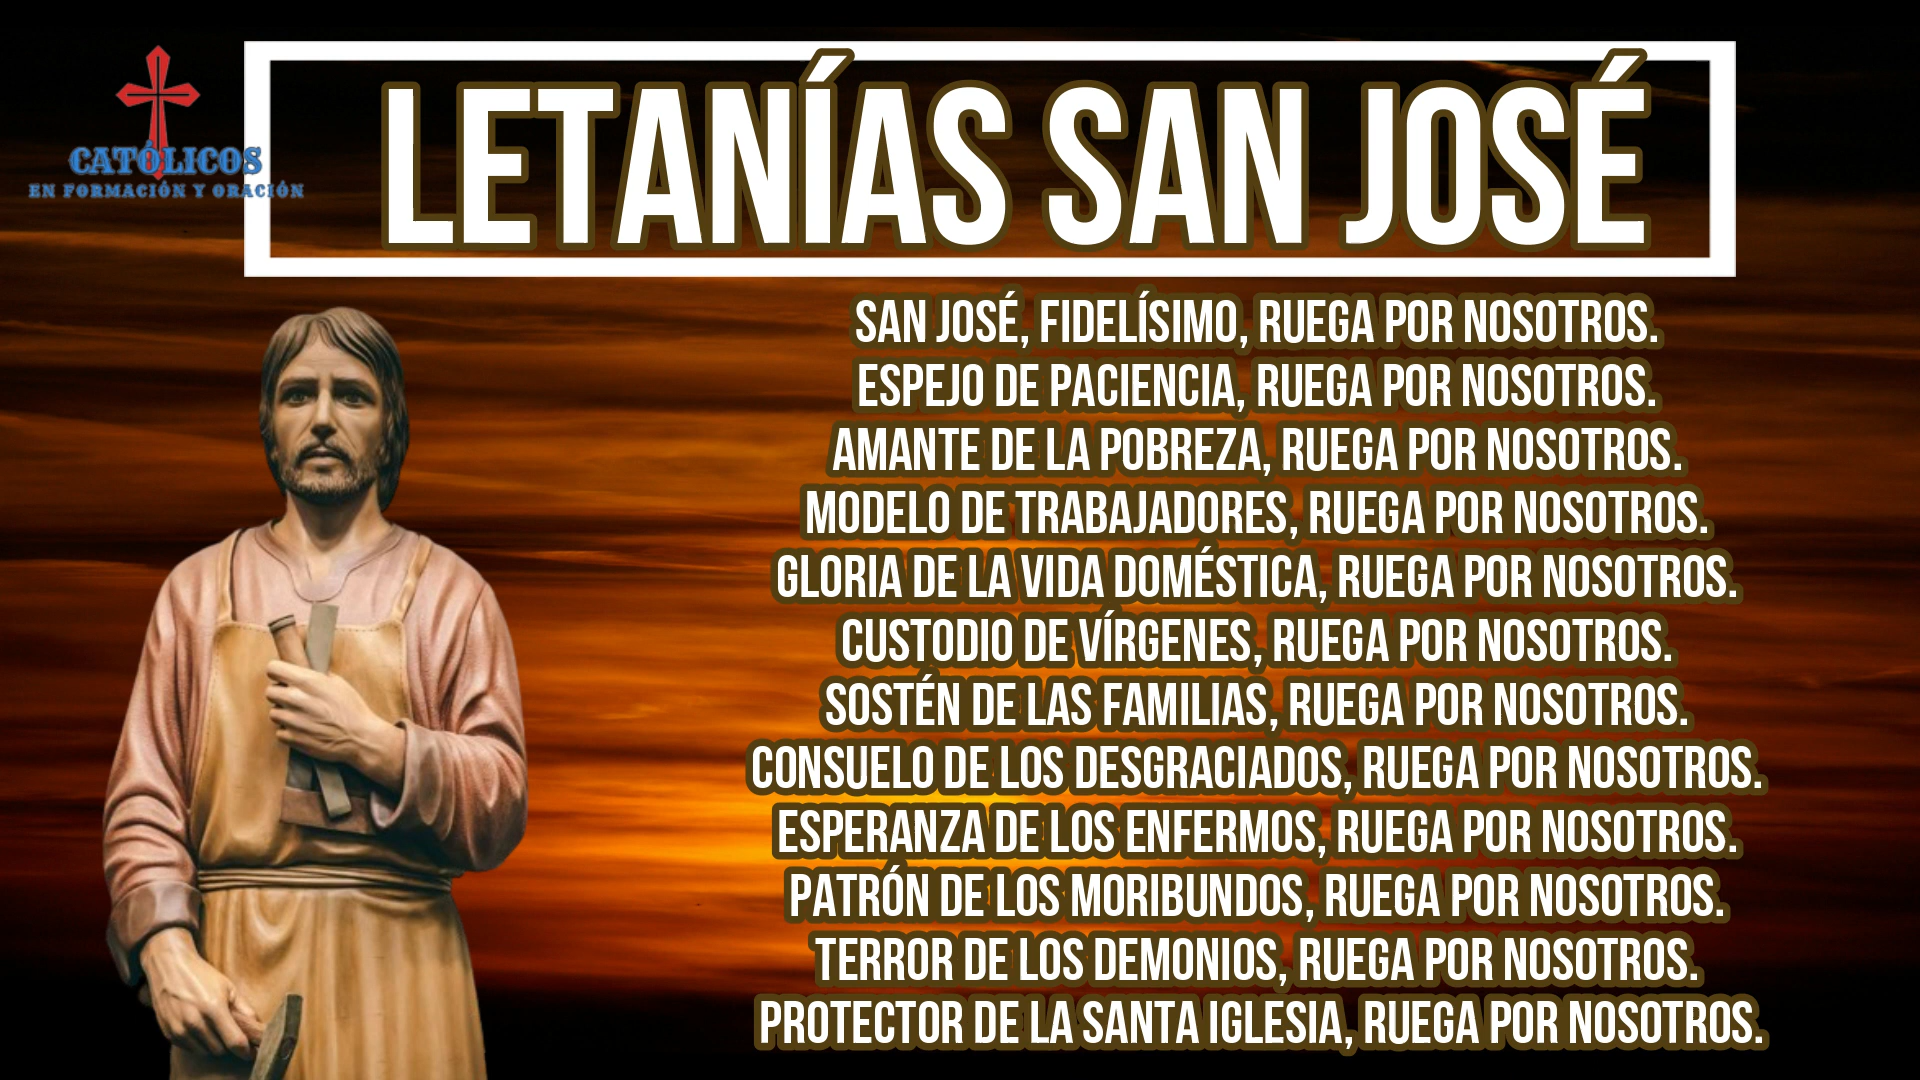 CATÓLICOS
EN FORMACIÓN Y ORACIÓN
LETANÍAS SAN JOSÉ
SAN JOSÉ, FIDELÍSIMO, RUEGA POR NOSOTROS.
ESPEJO DE PACIENCIA, RUEGA POR NOSOTROS.
AMANTE DE LA POBREZA, RUEGA POR NOSOTROS.
MODELO DE TRABAJADORES, RUEGA POR NOSOTROS.
GLORIA DE LA VIDA DOMÉSTICA, RUEGA POR NOSOTROS.
CUSTODIO DE VÍRGENES, RUEGA POR NOSOTROS.
SOSTÉN DE LAS FAMILIAS, RUEGA POR NOSOTROS.
CONSUELO DE LOS DESGRACIADOS, RUEGA POR NOSOTROS.
ESPERANZA DE LOS ENFERMOS, RUEGA POR NOSOTROS.
PATRÓN DE LOS MORIBUNDOS, RUEGA POR NOSOTROS.
TERROR DE LOS DEMONIOS, RUEGA POR NOSOTROS.
PROTECTOR DE LA SANTA IGLESIA, RUEGA POR NOSOTROS.